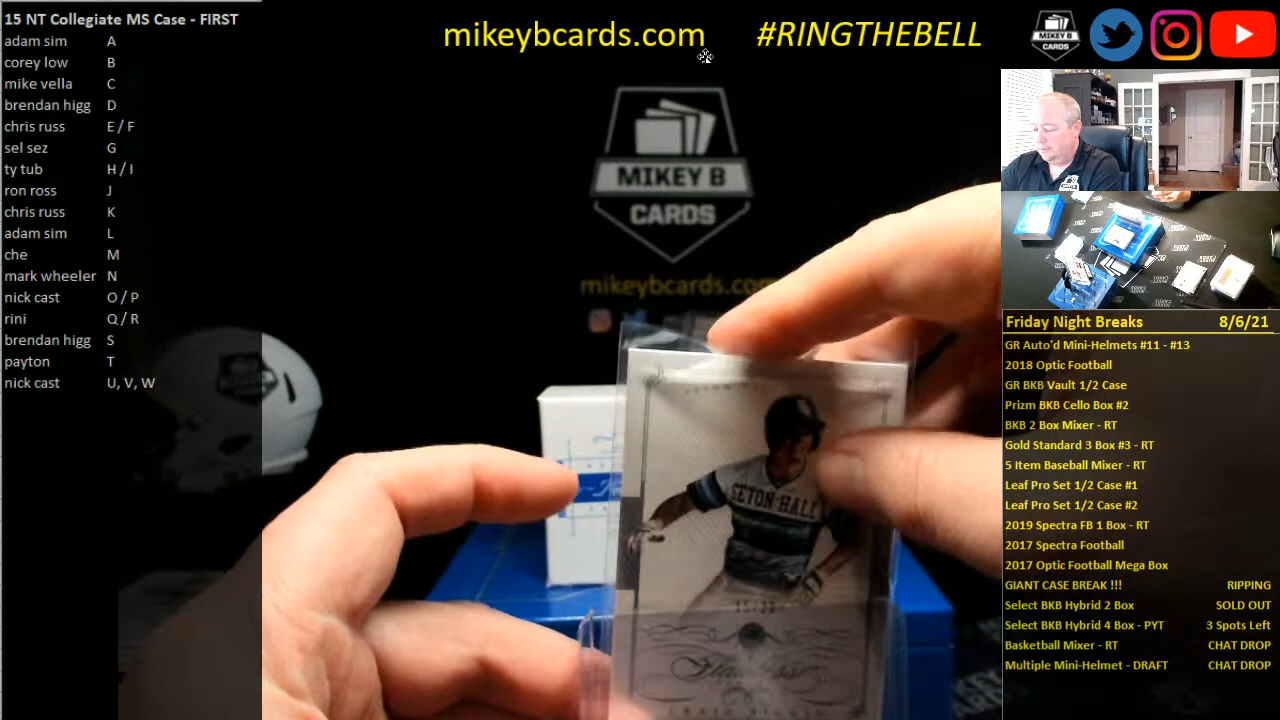 15 NT Collegiate MS Case - FIRST
adam sim A
corey low B
mike vella C
brendan higg D
chris russ E / F
sel sez G
ty tub H / I
ron ross J
chris russ K
adam sim L
che M
mark wheeler N
nick cast O / P
rini Q / R
brendan higg S
payton T
nick cast U, V, W
mikeybcards.com #RINGTHEBELL
MIKEY B
CARDS
MIKEY B
CARDS
mikeybcards.com
SETON HALL
Flawless
Friday Night Breaks 8/6/21
GR Auto'd Mini-Helmets #11 - #13
2018 Optic Football
GR BKB Vault 1/2 Case
Prizm BKB Cello Box #2
BKB 2 Box Mixer - RT
Gold Standard 3 Box #3 - RT
5 Item Baseball Mixer - RT
Leaf Pro Set 1/2 Case #1
Leaf Pro Set 1/2 Case #2
2019 Spectra FB 1 Box - RT
2017 Spectra Football
2017 Optic Football Mega Box
GIANT CASE BREAK !!! RIPPING
Select BKB Hybrid 2 Box SOLD OUT
Select BKB Hybrid 4 Box - PYT 3 Spots Left
Basketball Mixer - RT CHAT DROP
Multiple Mini-Helmet - DRAFT CHAT DROP